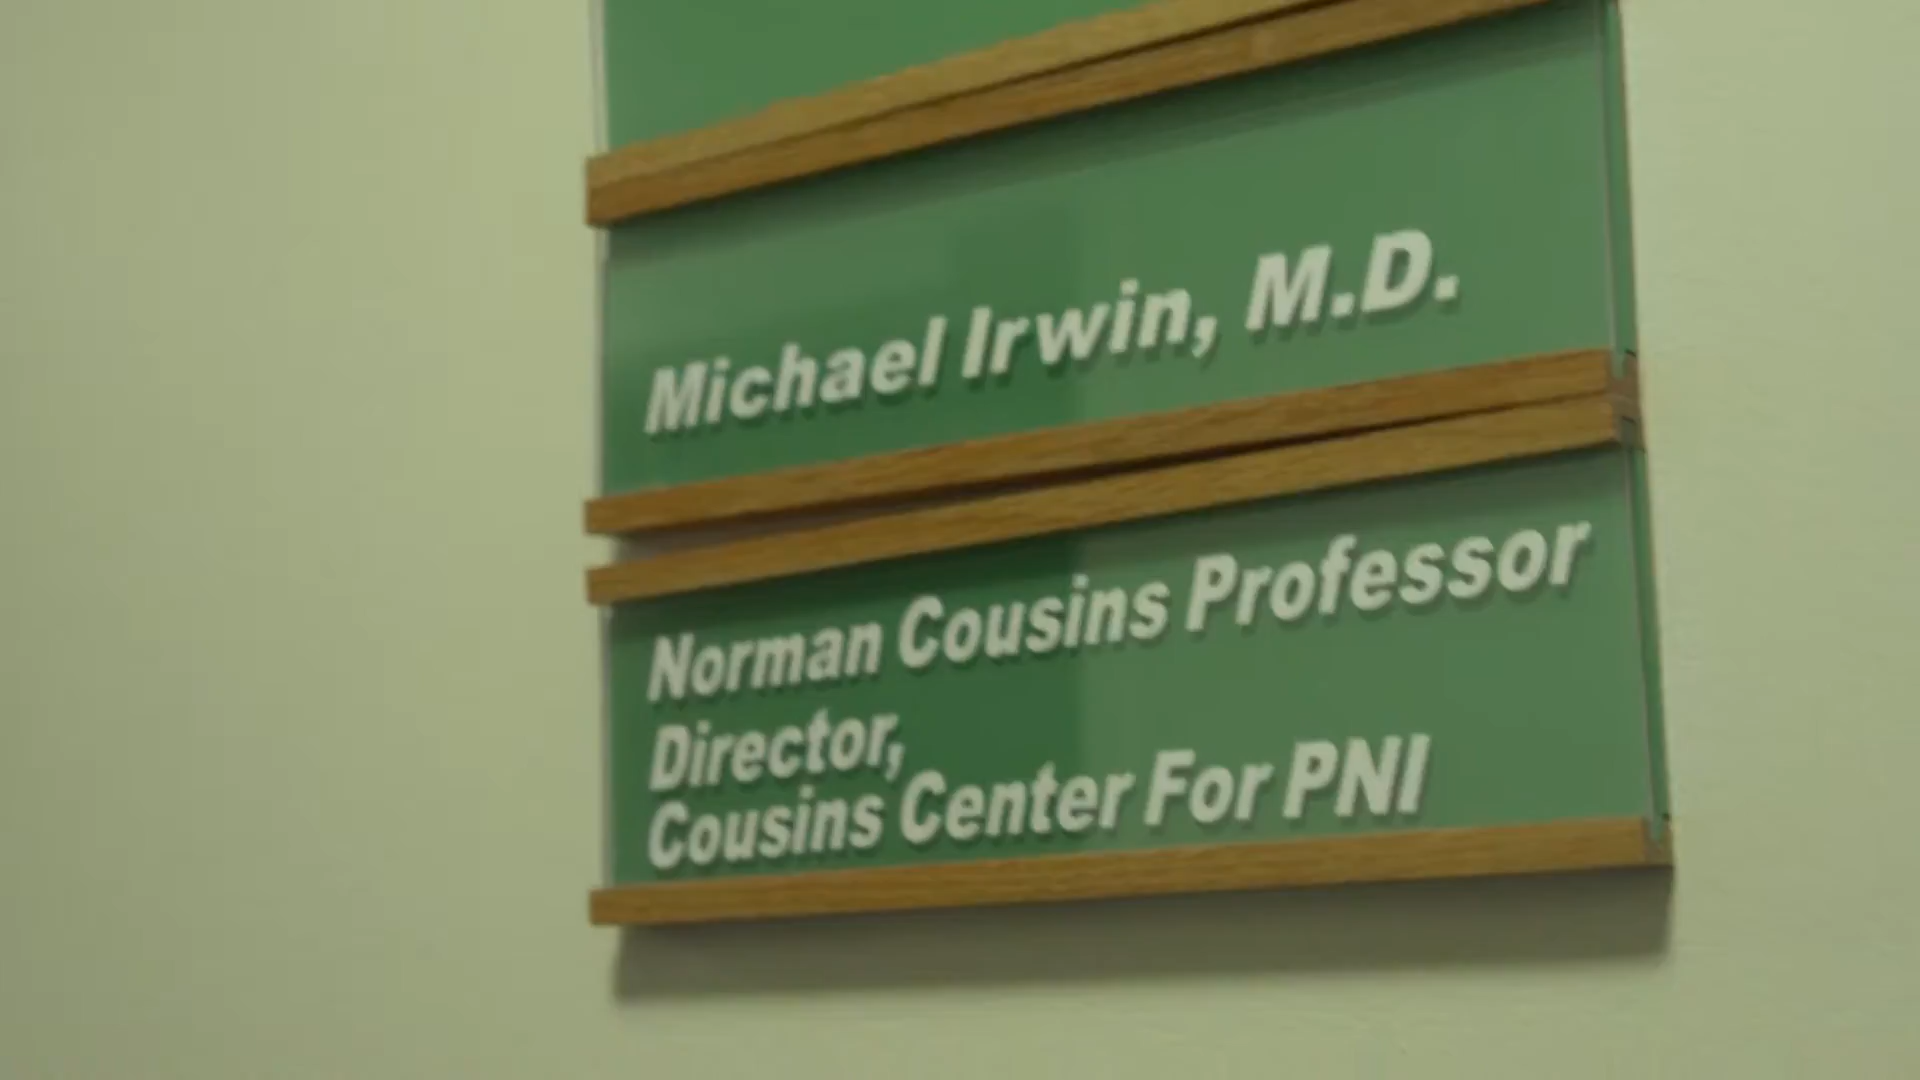 Michael Irwin, M.D.
Norman Cousins Professor
Director,
Cousins Center For PNI